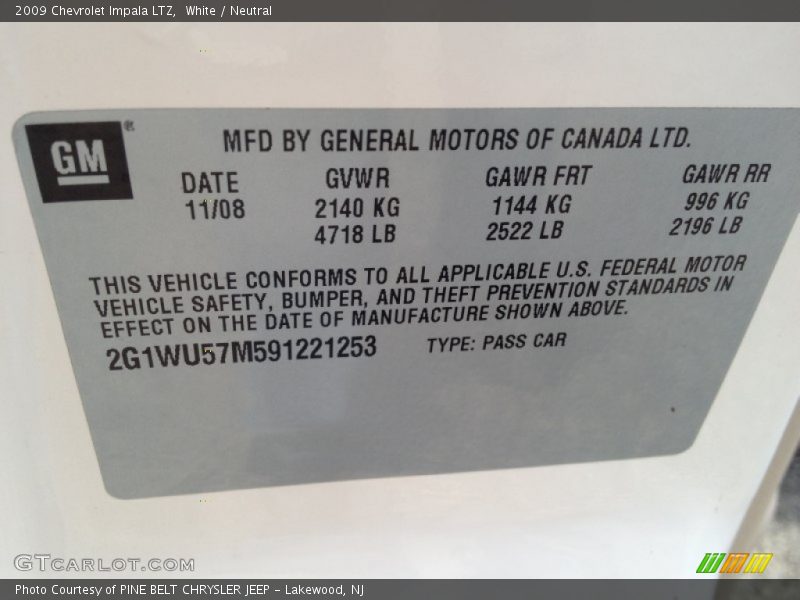 2009 Chevrolet Impala LTZ, White / Neutral
GM®
MFD BY GENERAL MOTORS OF CANADA LTD.
DATE GVWR GAWR FRT GAWR RR
11/08 2140 KG 1144 KG 996 KG
4718 LB 2522 LB 2196 LB
THIS VEHICLE CONFORMS TO ALL APPLICABLE U.S. FEDERAL MOTOR
VEHICLE SAFETY, BUMPER, AND THEFT PREVENTION STANDARDS IN
EFFECT ON THE DATE OF MANUFACTURE SHOWN ABOVE.
2G1WU57M591221253 TYPE: PASS CAR
GTCARLOT.COM
Photo Courtesy of PINE BELT CHRYSLER JEEP - Lakewood, NJ